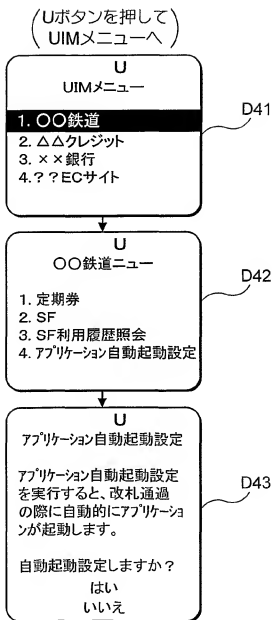 Uボタンを押して
UIMメニューへ
U
UIMメニュー
1. 〇〇鉄道
2. △△クレジット
3. ××銀行
4. ??ECサイト
D41
U
〇〇鉄道ニュー
1. 定期券
2. SF
3. SF利用履歴照会
4. アプリケーション自動起動設定
D42
U
アプリケーション自動起動設定
アプリケーション自動起動設定
を実行すると、改札通過
の際に自動的にアプリケーショ
ンが起動します。
自動起動設定しますか?
はい
いいえ
D43